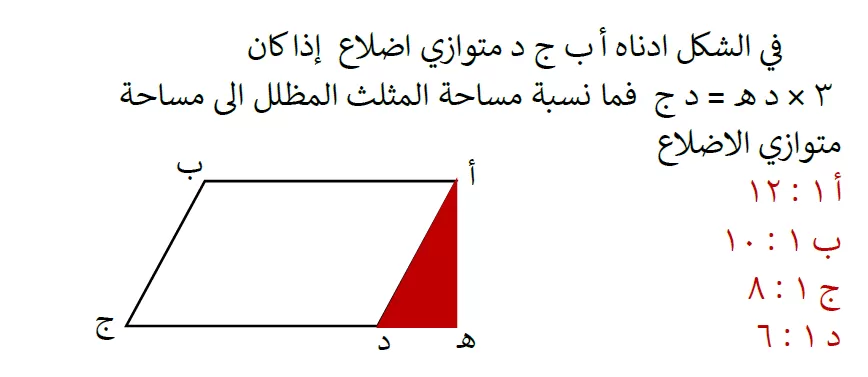 في الشكل ادناه أ ب ج د متوازي اضلاع إذا كان
٣ × د هـ = د ج فما نسبة مساحة المثلث المظلل الى مساحة
متوازي الاضلاع
أ ١ : ١٢
ب ١ : ١٠
ج ١ : ٨
د ١ : ٦
أ
ب
ج
د
هـ